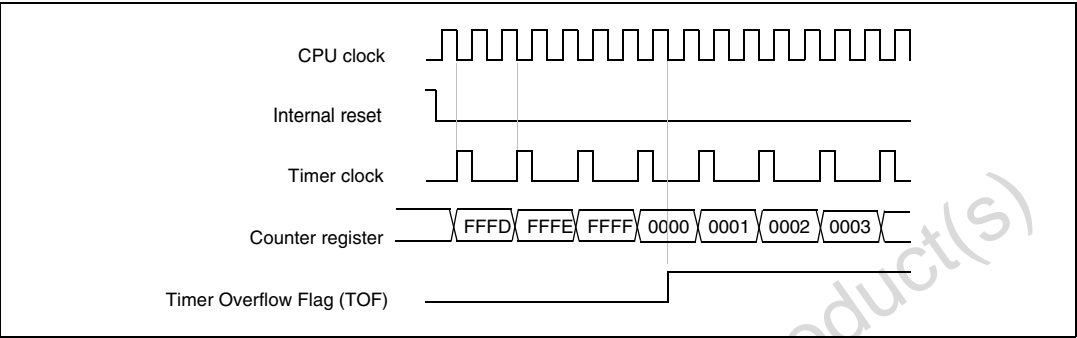 CPU clock
Internal reset
Timer clock
Counter register FFFD FFFE FFFF 0000 0001 0002 0003
Timer Overflow Flag (TOF)